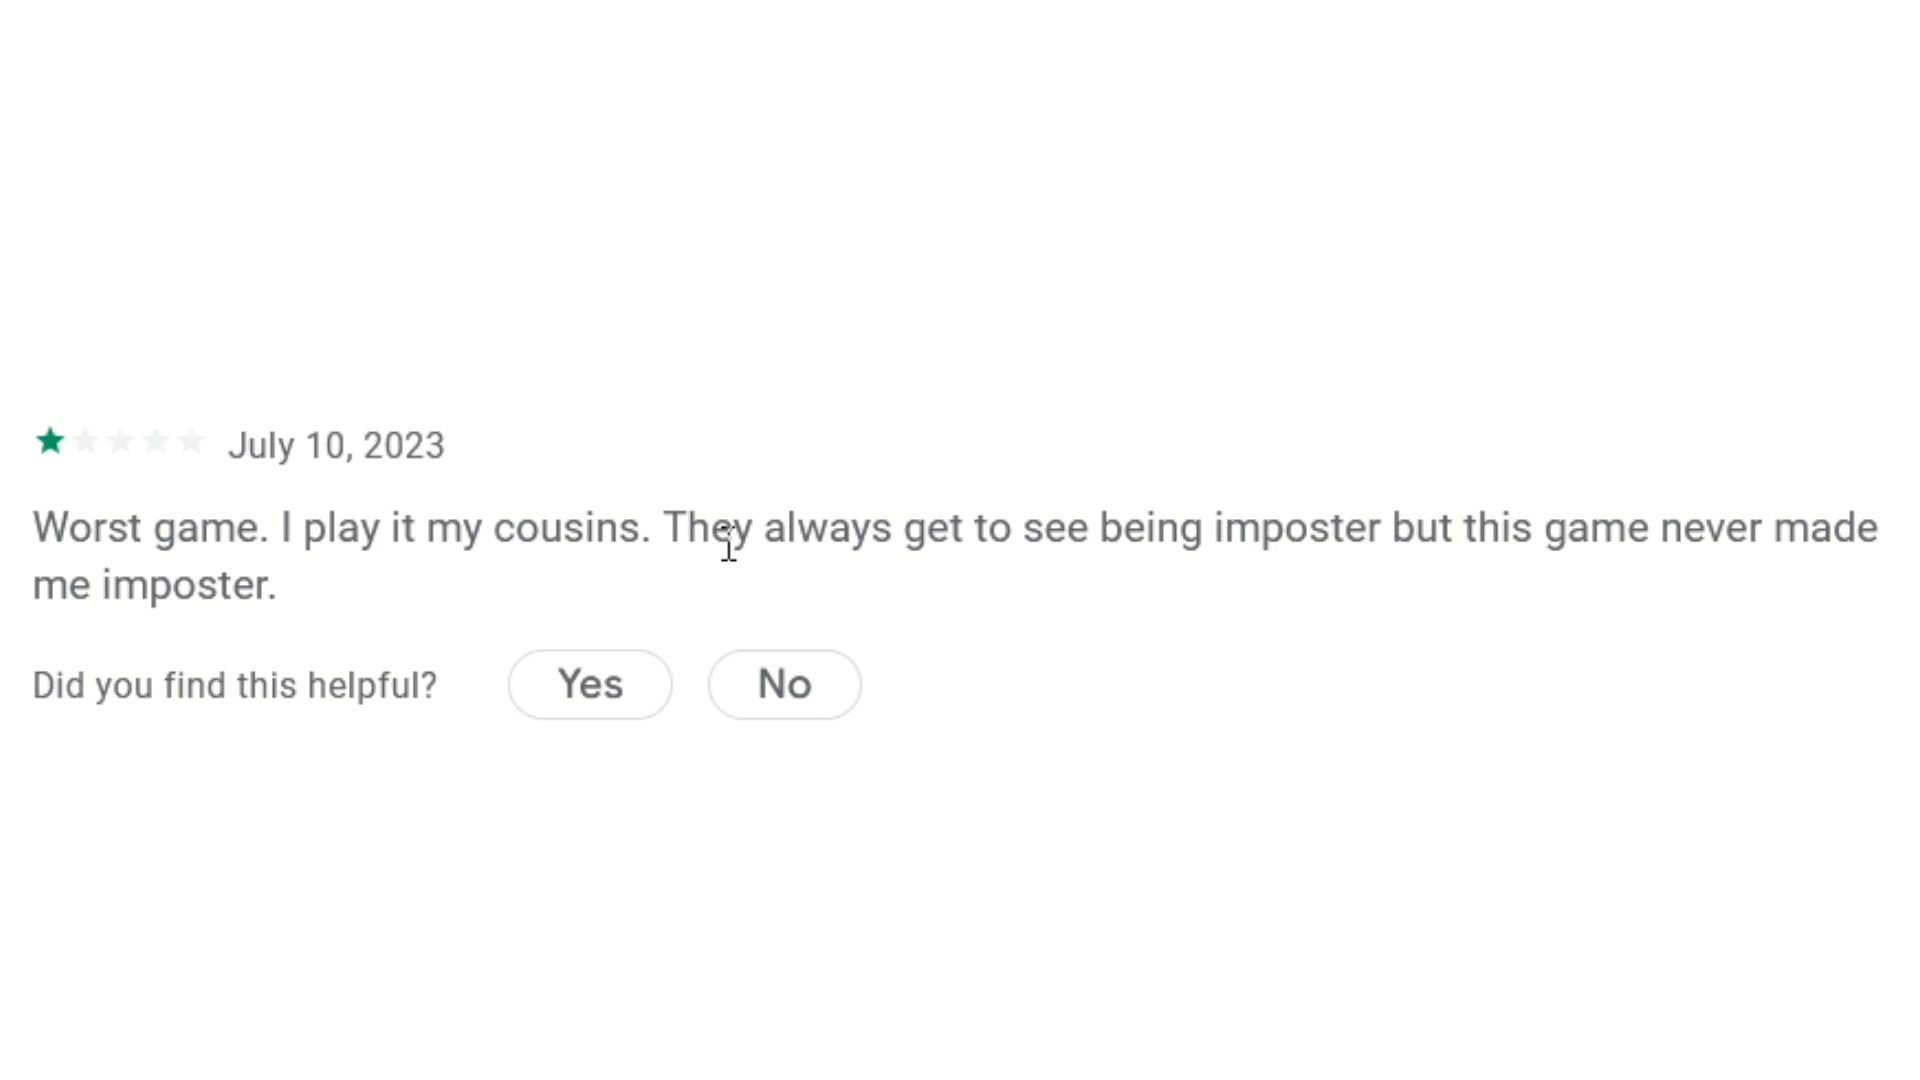 July 10, 2023
Worst game. I play it my cousins. They always get to see being imposter but this game never made
me imposter.
Did you find this helpful? Yes No